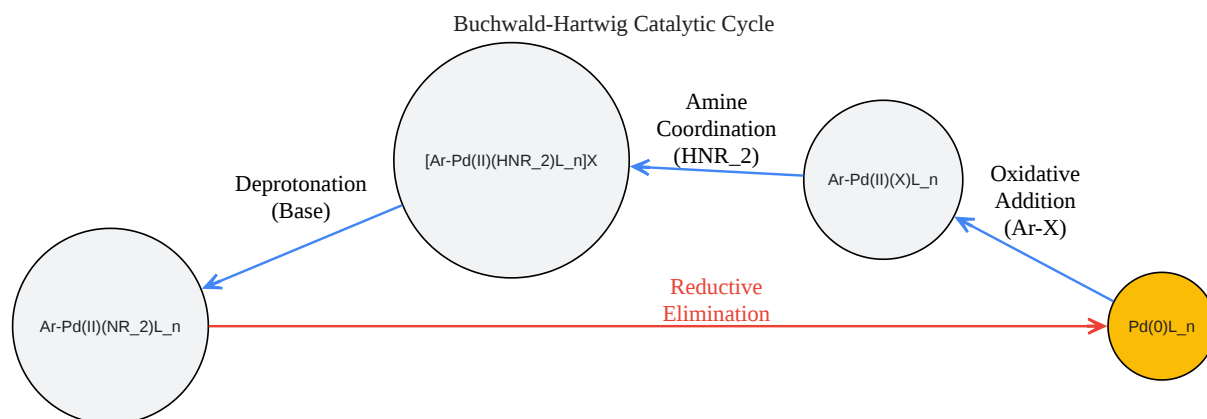 Buchwald-Hartwig Catalytic Cycle
Amine
Coordination
(HNR_2)
[Ar-Pd(II)(HNR_2)L_n]X
Ar-Pd(II)(X)L_n
Oxidative
Addition
(Ar-X)
Deprotonation
(Base)
Reductive
Elimination
Ar-Pd(II)(NR_2)L_n
Pd(0)L_n